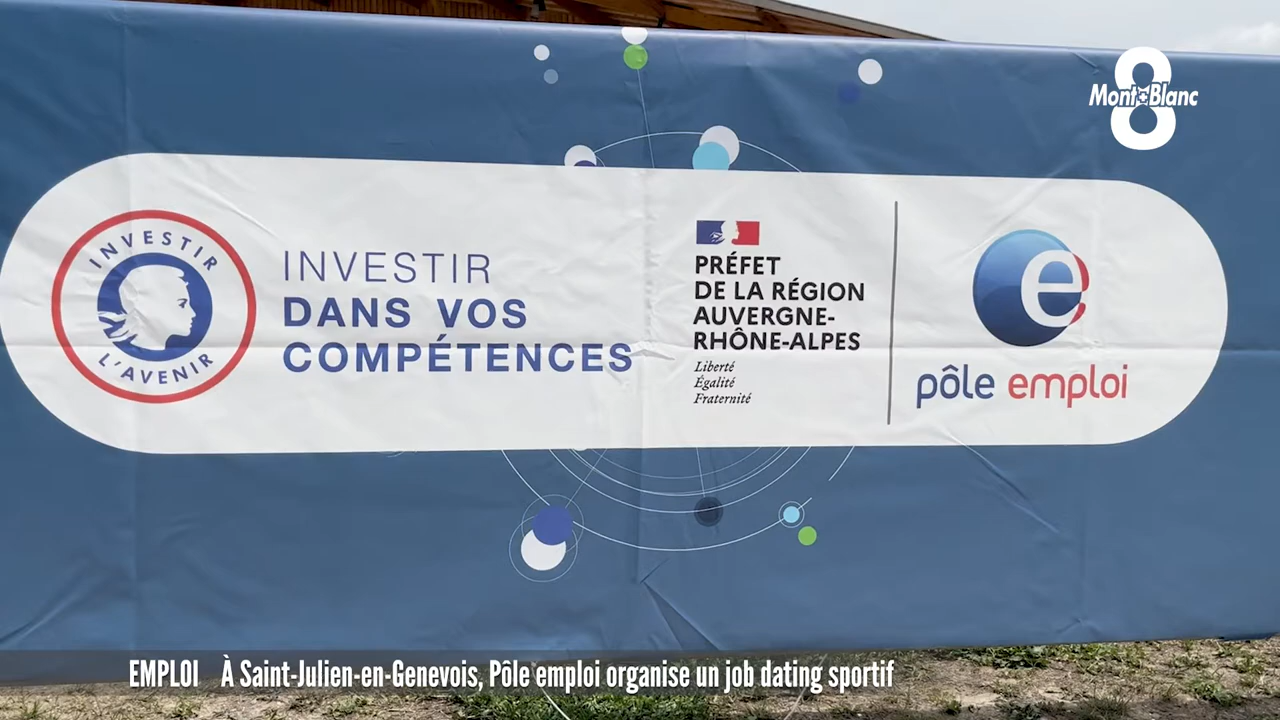 8
Mont Blanc
INVESTIR
L'AVENIR
INVESTIR
DANS VOS
COMPÉTENCES
PRÉFET
DE LA RÉGION
AUVERGNE-
RHÔNE-ALPES
Liberté
Égalité
Fraternité
e
pôle emploi
EMPLOI À Saint-Julien-en-Genevois, Pôle emploi organise un job dating sportif